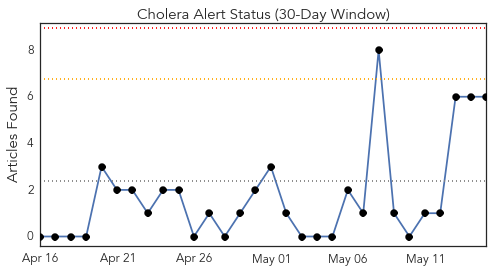 Cholera Alert Status (30-Day Window)
Articles Found
8
6
4
2
0
Apr 16
Apr 21
Apr 26
May 01
May 06
May 11